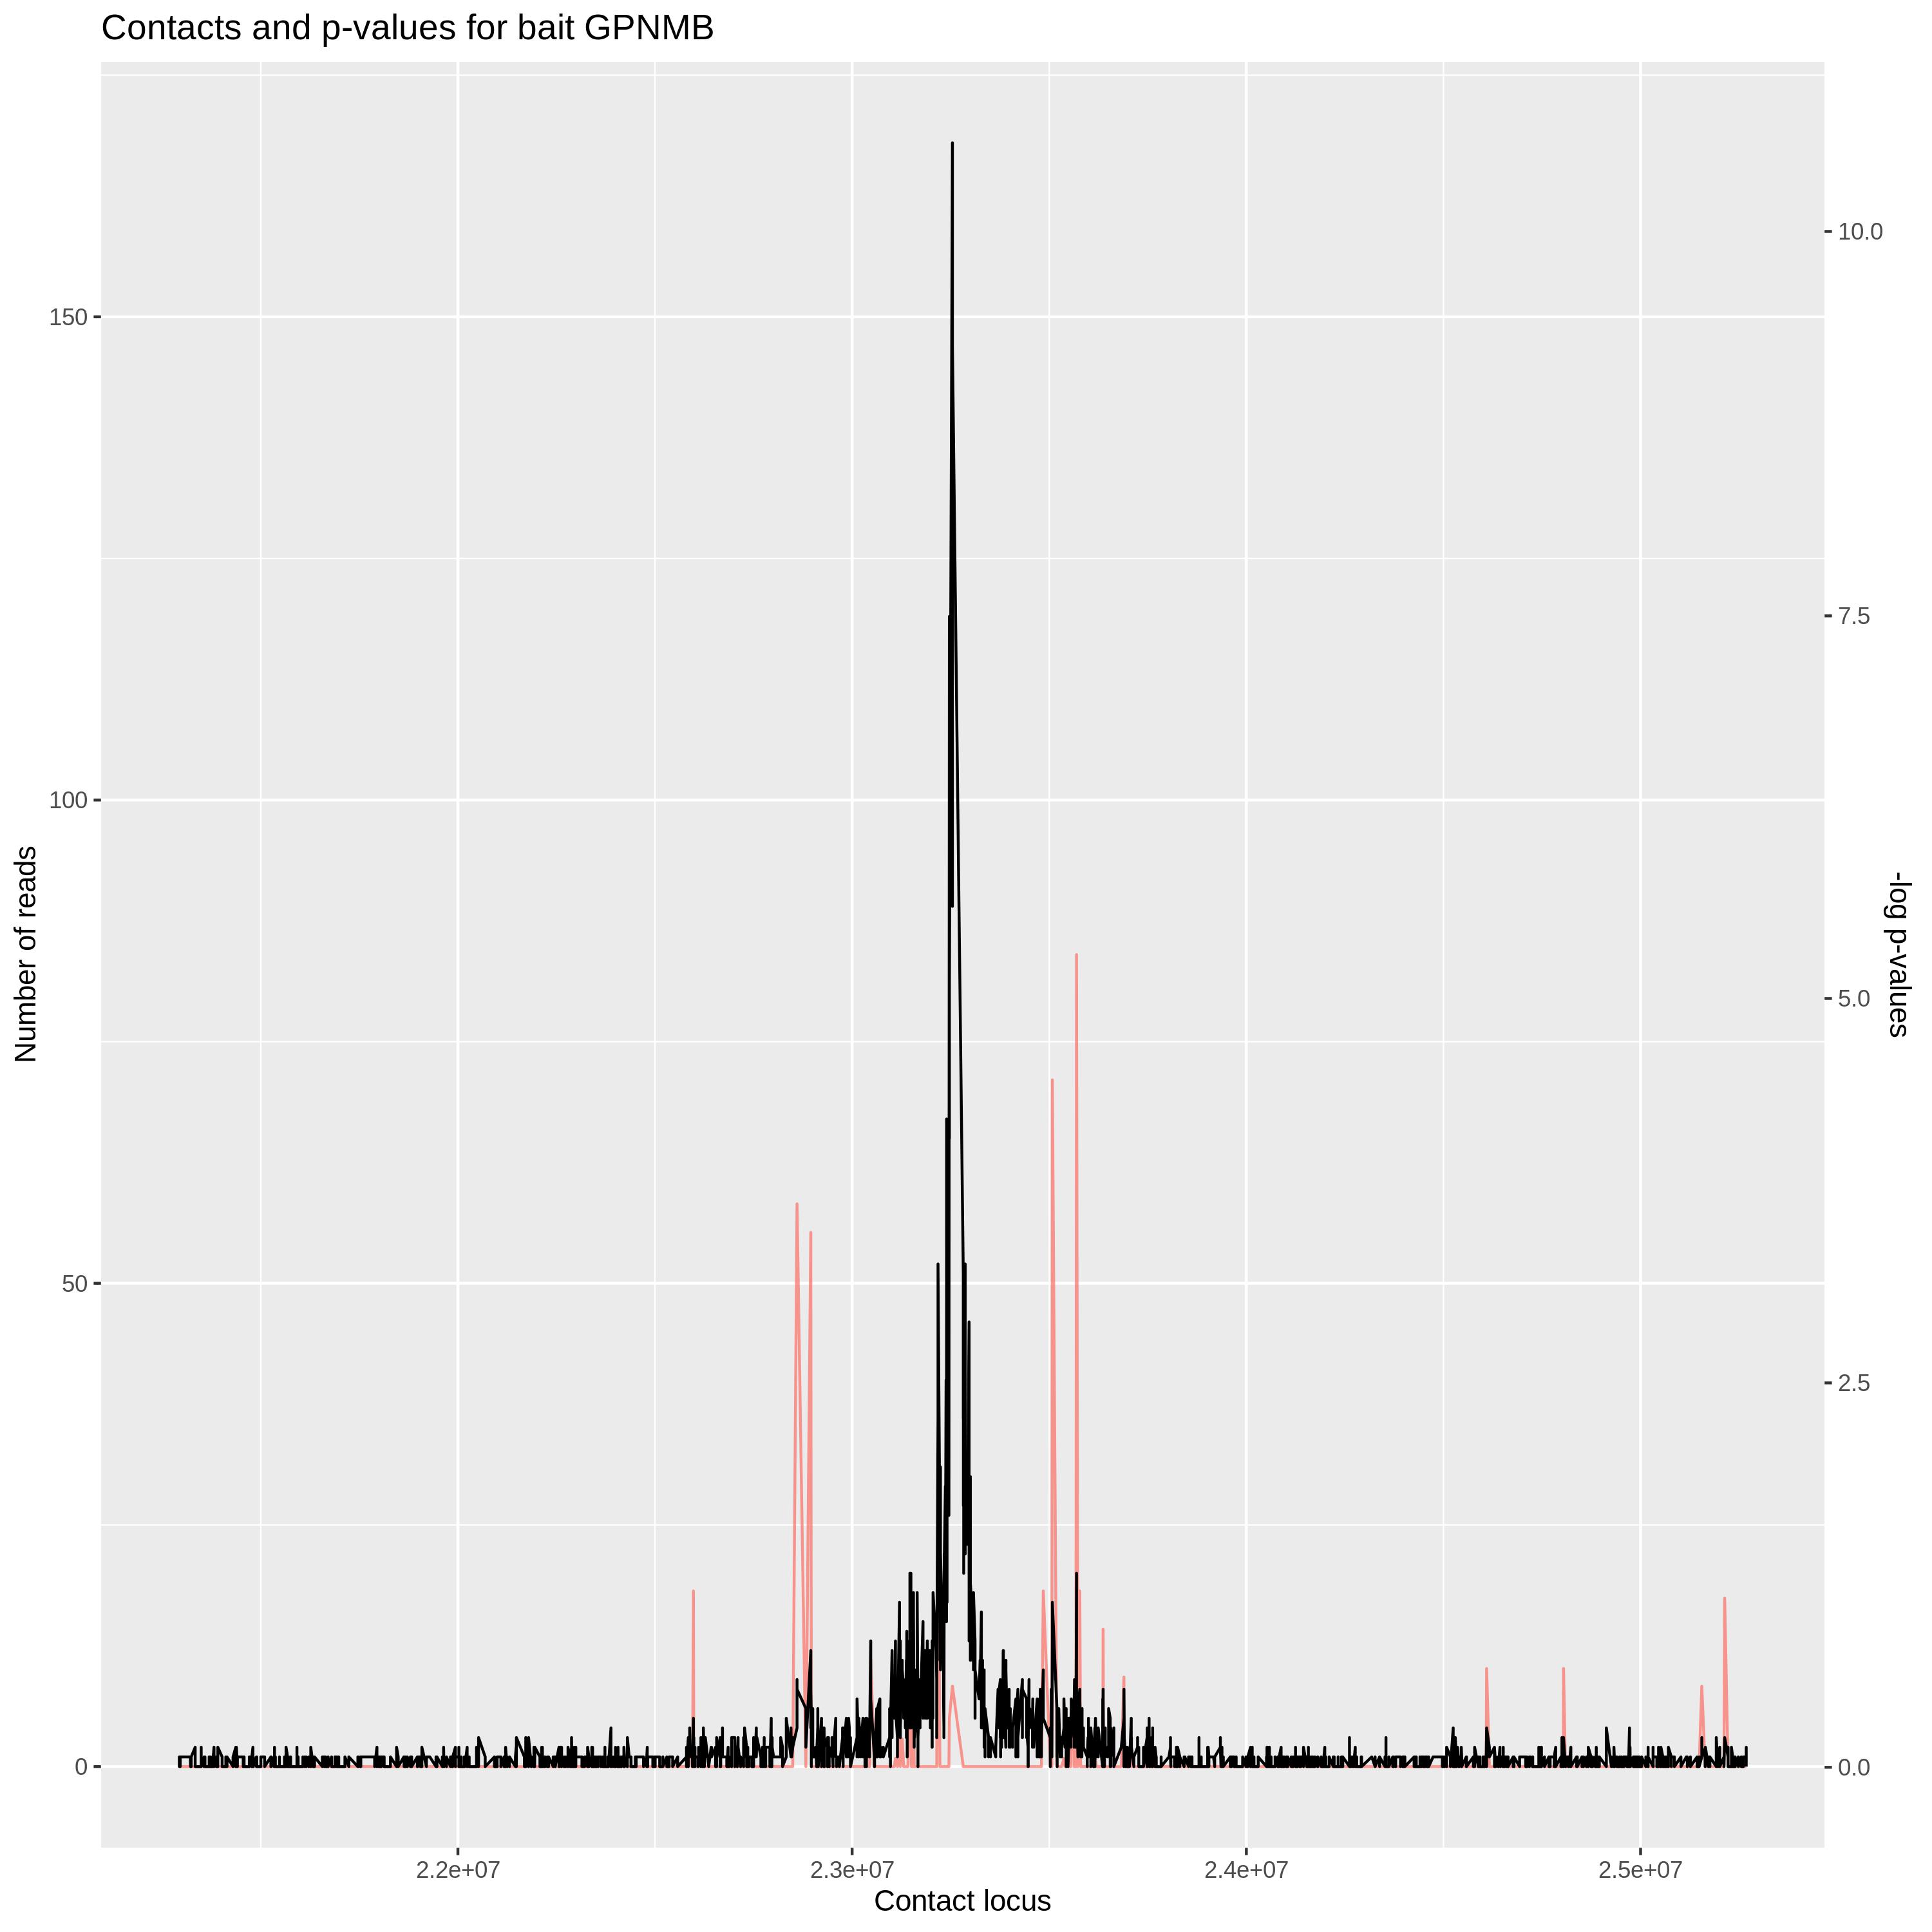 Contacts and p-values for bait GPNMB
10.0
150
7.5
100
Number of reads
-log p-values
5.0
50
2.5
0
0.0
2.2e+07
2.3e+07
2.4e+07
2.5e+07
Contact locus